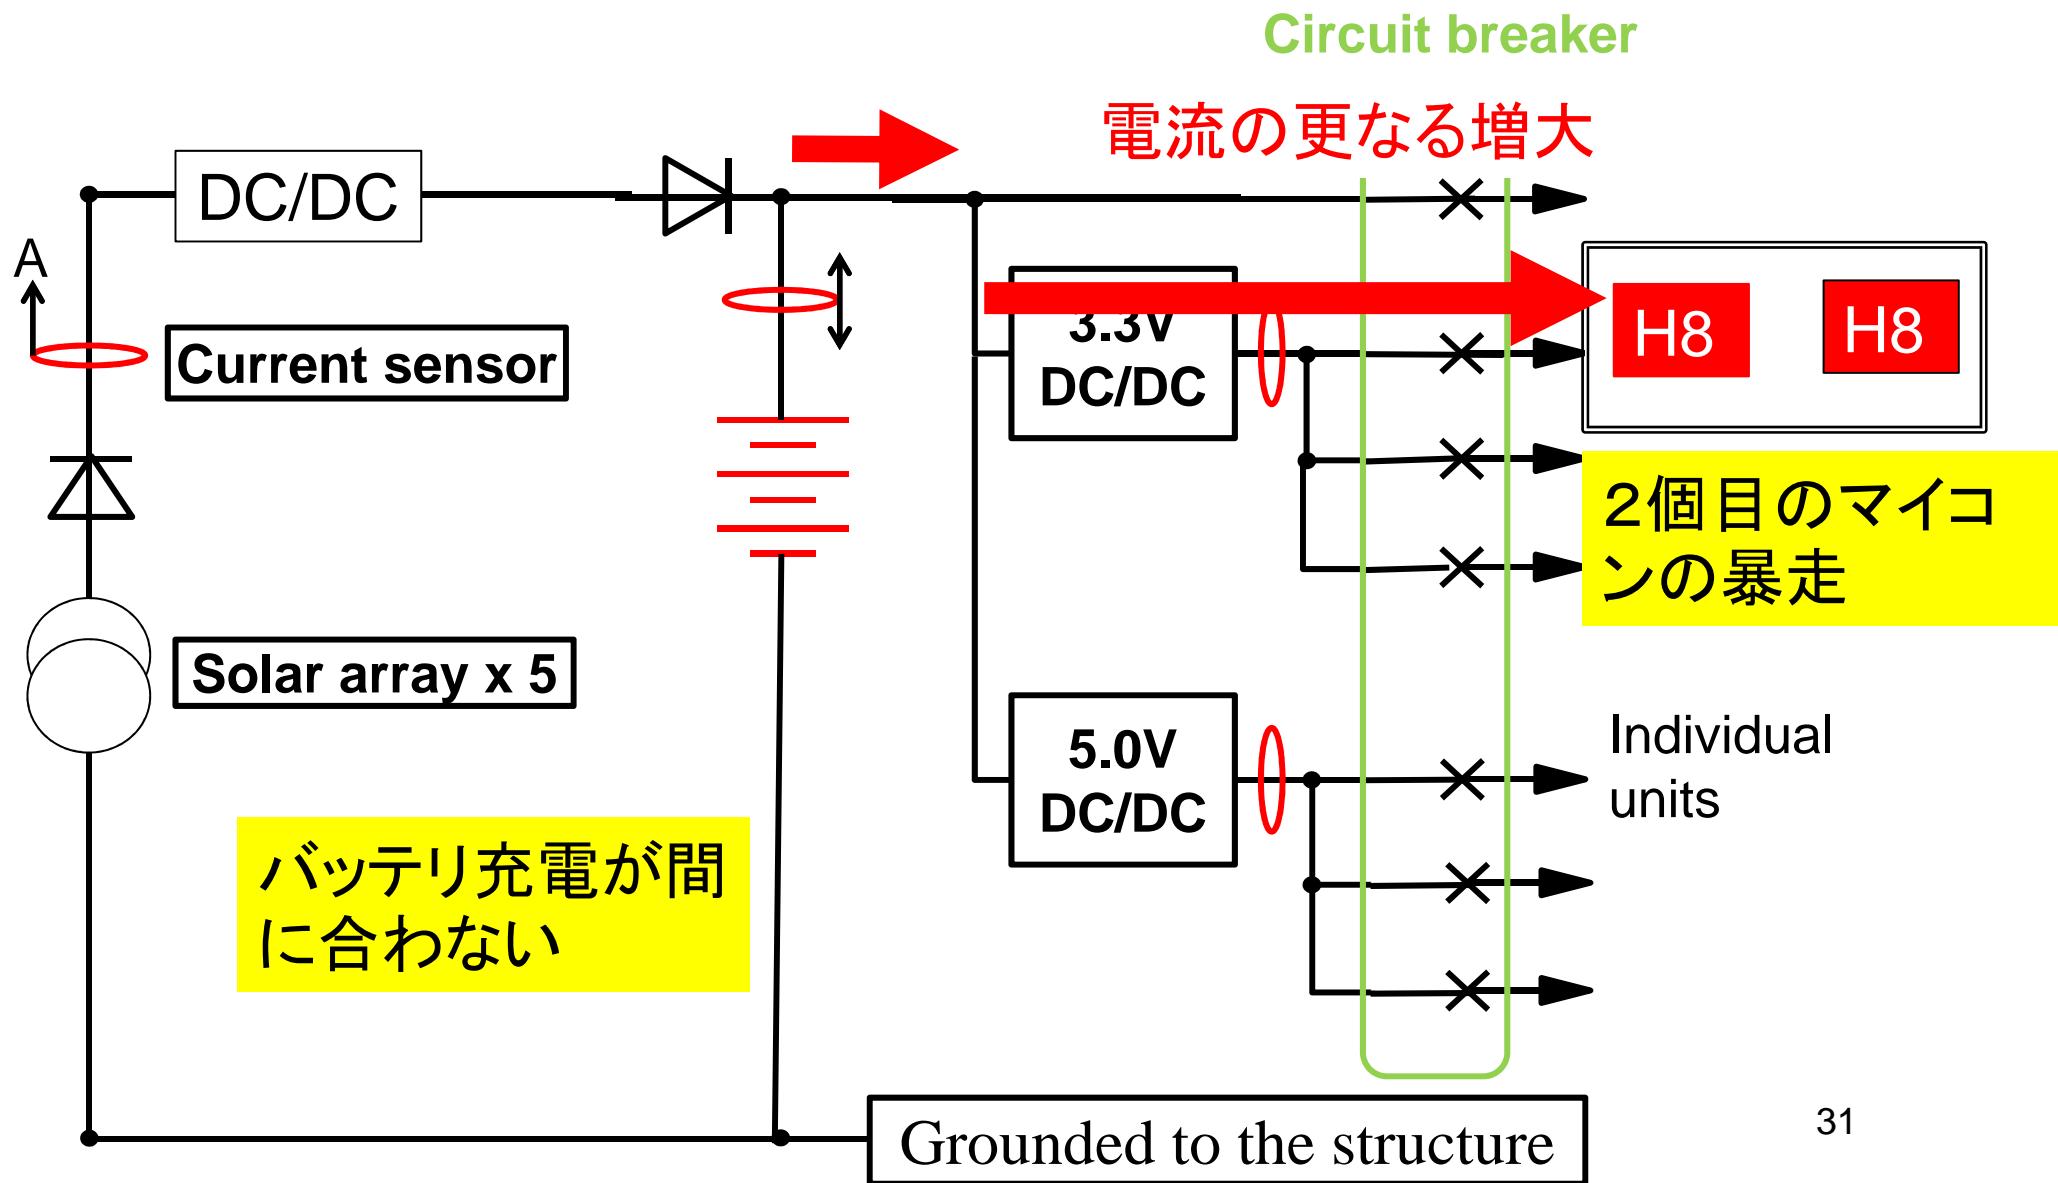 Circuit breaker
電流の更なる増大
DC/DC
A
Current sensor
3.3V
DC/DC
H8
H8
2個目のマイコ
ンの暴走
Solar array x 5
5.0V
DC/DC
Individual
units
バッテリ充電が間
に合わない
Grounded to the structure
31